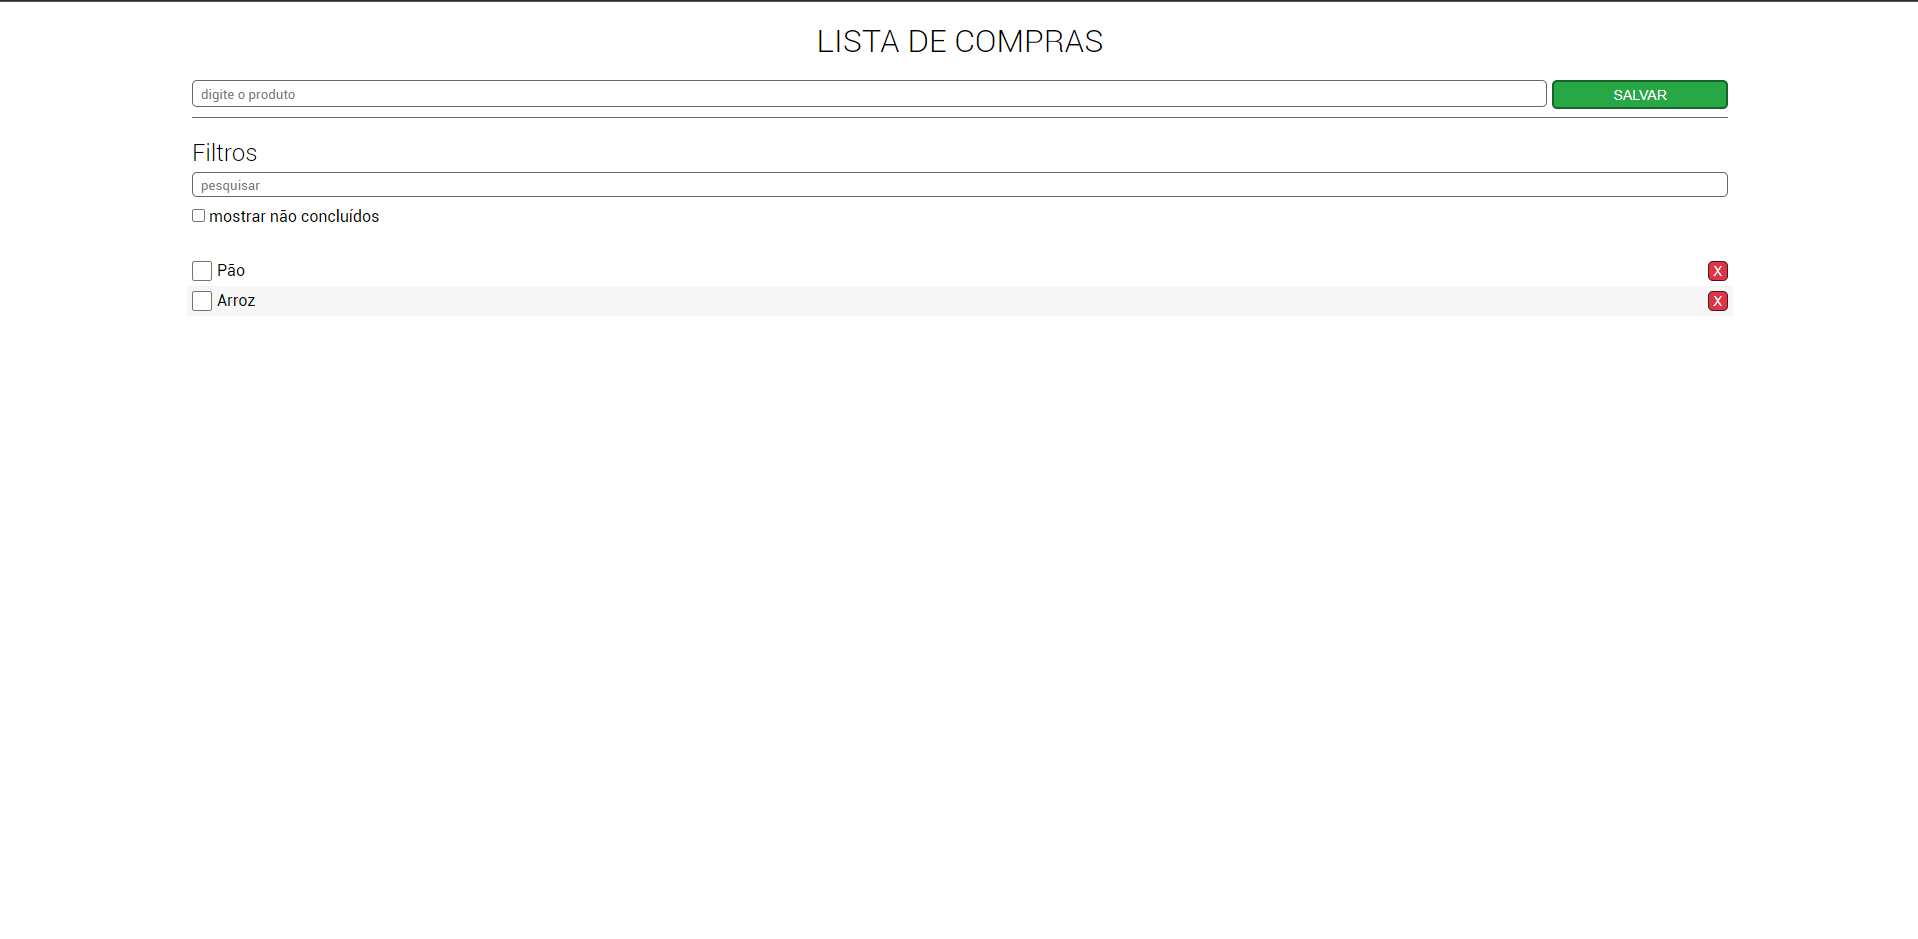 LISTA DE COMPRAS
digite o produto SALVAR
Filtros
pesquisar
mostrar não concluídos
Pão X
Arroz X